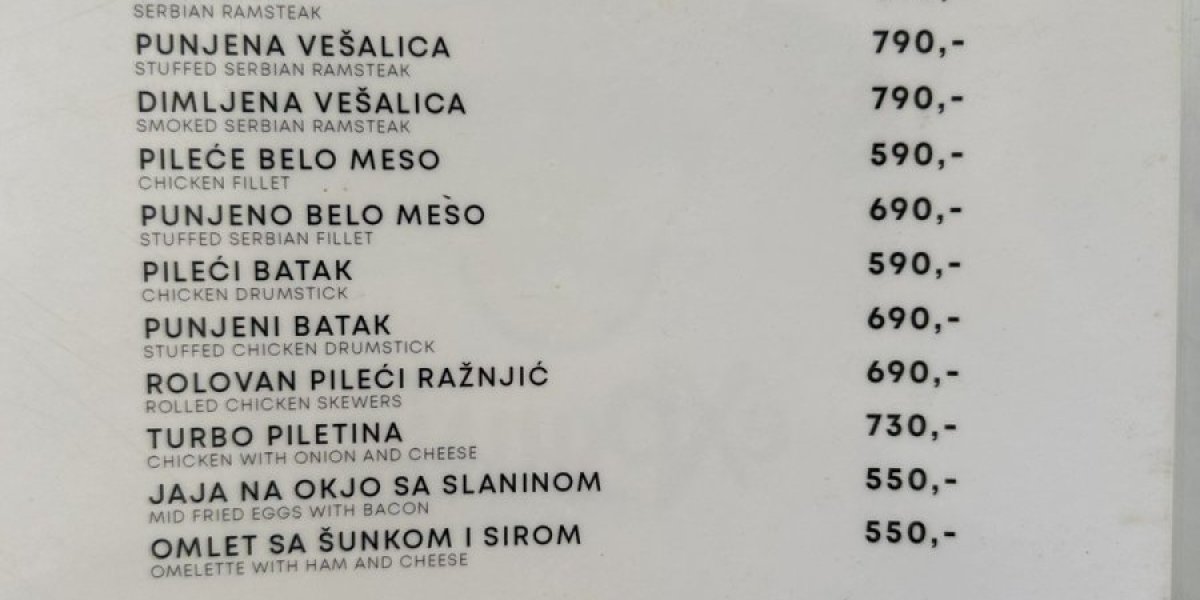 SERBIAN RAMSTEAK
PUNJENA VEŠALICA 790,-
STUFFED SERBIAN RAMSTEAK
DIMLJENA VEŠALICA 790,-
SMOKED SERBIAN RAMSTEAK
PILEĆE BELO MESO 590,-
CHICKEN FILLET
PUNJENO BELO MESO 690,-
STUFFED SERBIAN FILLET
PILEĆI BATAK 590,-
CHICKEN DRUMSTICK
PUNJENI BATAK 690,-
STUFFED CHICKEN DRUMSTICK
ROLOVAN PILEĆI RAŽNJIĆ 690,-
ROLLED CHICKEN SKEWERS
TURBO PILETINA 730,-
CHICKEN WITH ONION AND CHEESE
JAJA NA OKJO SA SLANINOM 550,-
MID FRIED EGGS WITH BACON
OMLET SA ŠUNKOM I SIROM 550,-
OMELETTE WITH HAM AND CHEESE